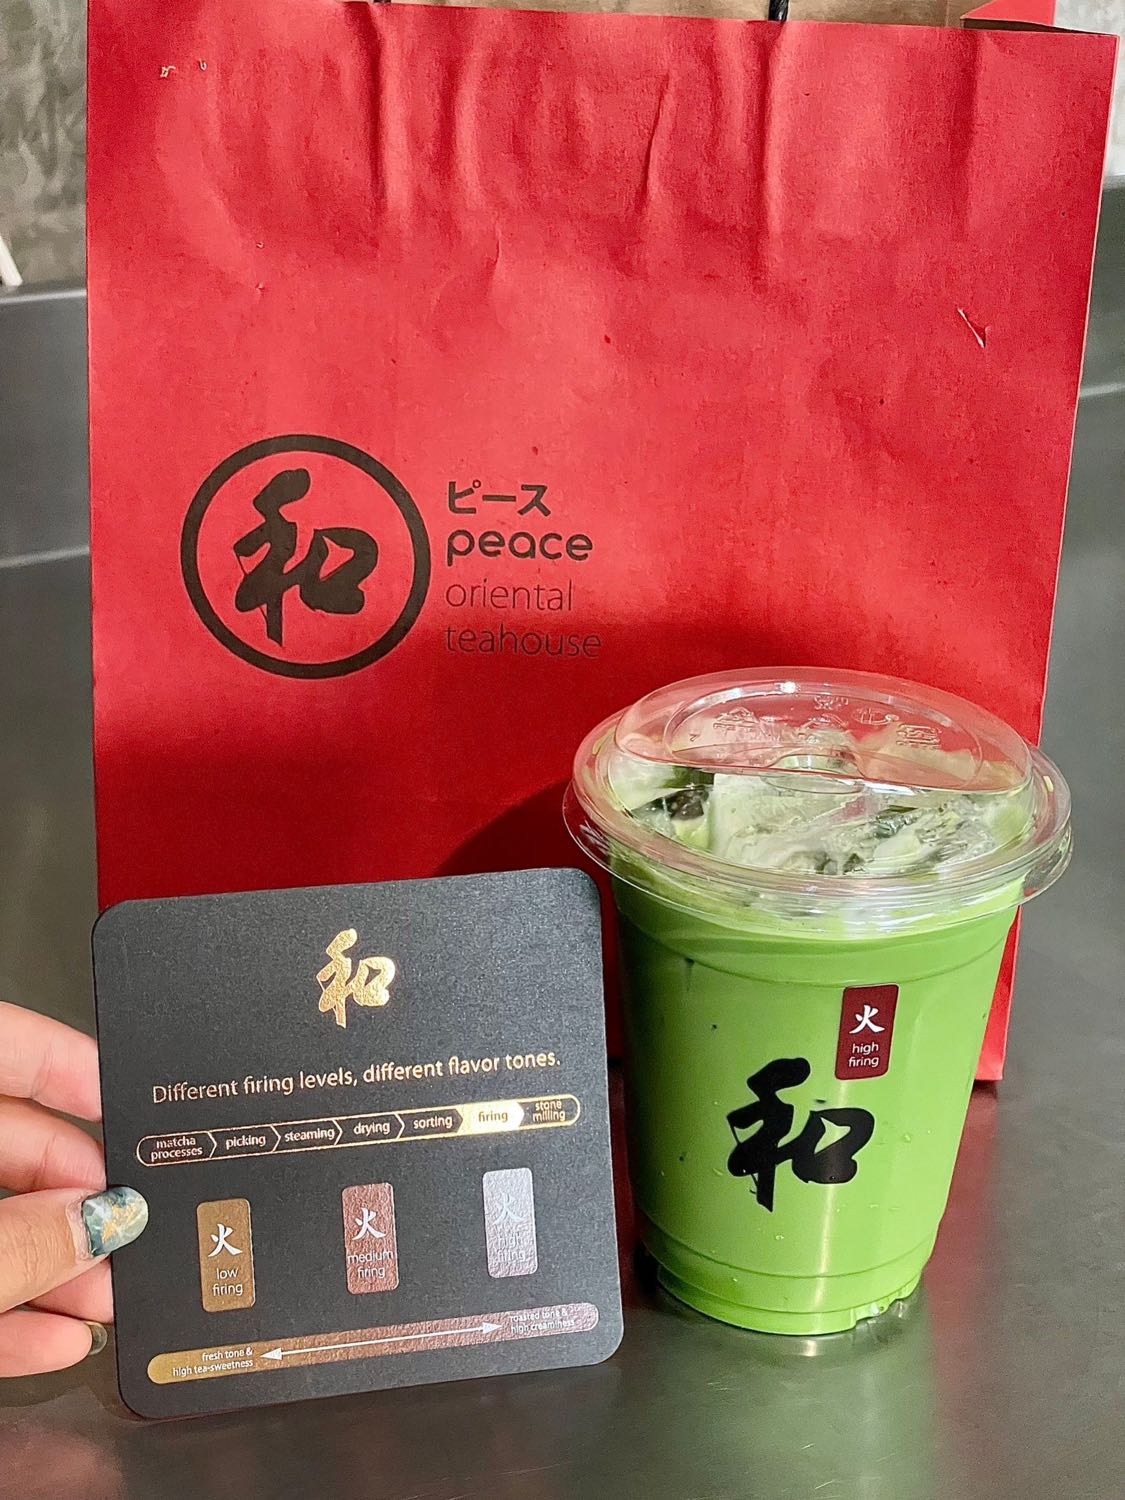 和
ピース
peace
oriental
teahouse
和
Different firing levels, different flavor tones.
matcha
processes
picking
steaming
drying
sorting
firing
stone
milling
火
low
firing
火
medium
firing
火
high
firing
fresh tone &
high tea-sweetness
roasted tone &
high creaminess
火
high
firing
和